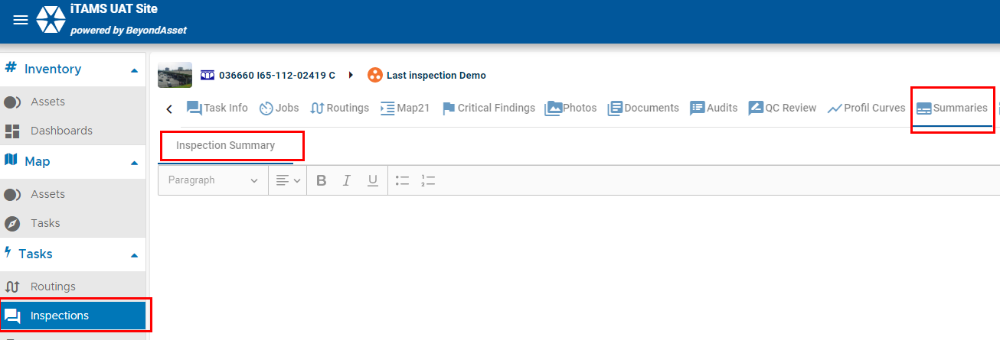 iTAMS UAT Site
powered by BeyondAsset
Inventory
Assets
Dashboards
Map
Assets
Tasks
Tasks
Routings
Inspections
036660 I65-112-02419 C
Last inspection Demo
Task Info Jobs Routings Map21 Critical Findings Photos Documents Audits QC Review Profil Curves Summaries
Inspection Summary
Paragraph B I U